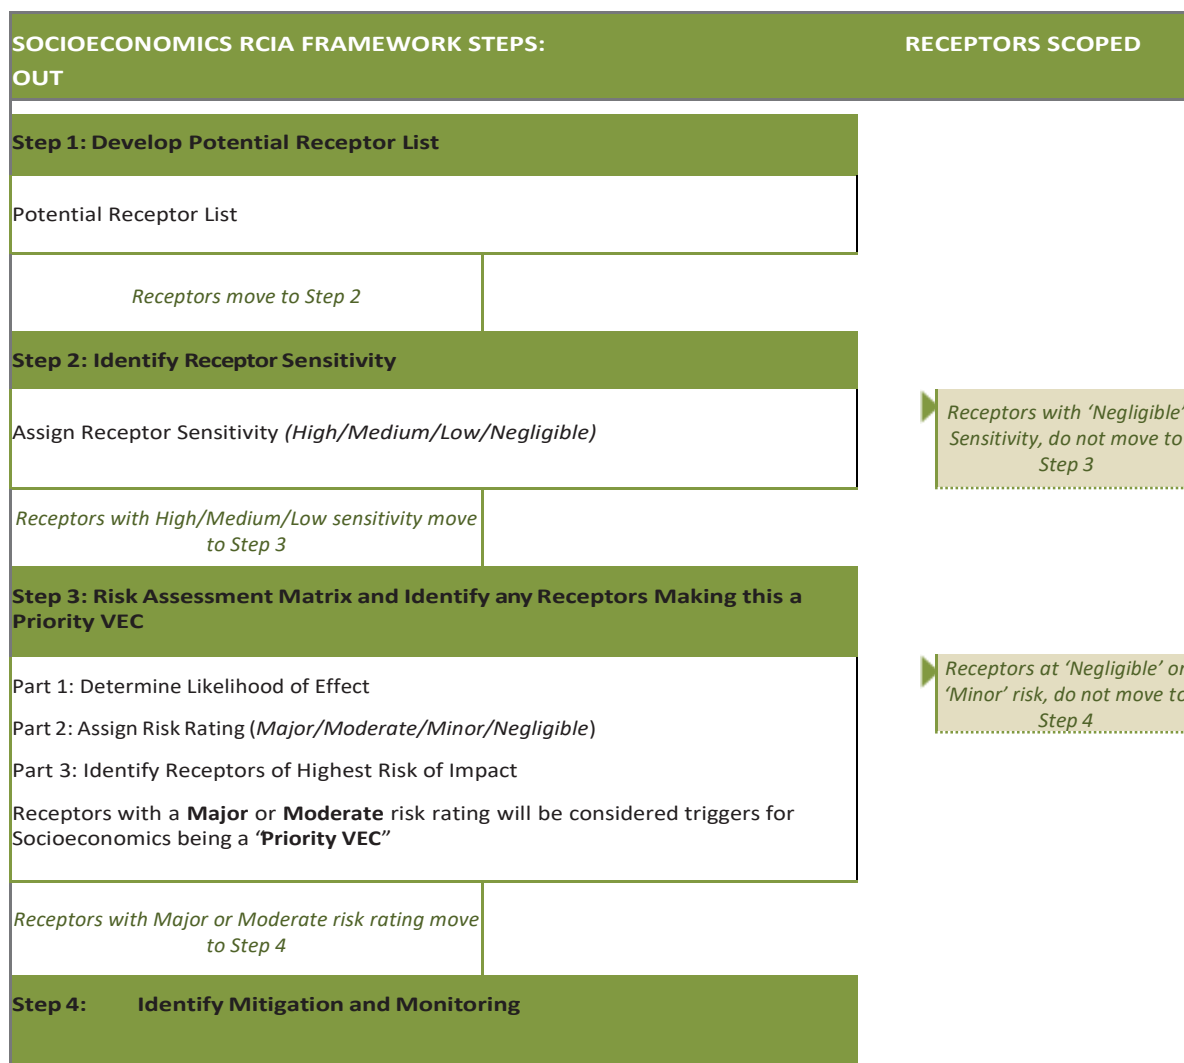 SOCIOECONOMICS RCIA FRAMEWORK STEPS: RECEPTORS SCOPED
OUT
Step 1: Develop Potential Receptor List
Potential Receptor List
Receptors move to Step 2
Step 2: Identify Receptor Sensitivity
Assign Receptor Sensitivity (High/Medium/Low/Negligible)
Receptors with ‘Negligible’
Sensitivity, do not move to
Step 3
Receptors with High/Medium/Low sensitivity move
to Step 3
Step 3: Risk Assessment Matrix and Identify any Receptors Making this a
Priority VEC
Part 1: Determine Likelihood of Effect
Part 2: Assign Risk Rating (Major/Moderate/Minor/Negligible)
Part 3: Identify Receptors of Highest Risk of Impact
Receptors with a Major or Moderate risk rating will be considered triggers for
Socioeconomics being a “Priority VEC”
Receptors at ‘Negligible’ or
‘Minor’ risk, do not move to
Step 4
Receptors with Major or Moderate risk rating move
to Step 4
Step 4: Identify Mitigation and Monitoring